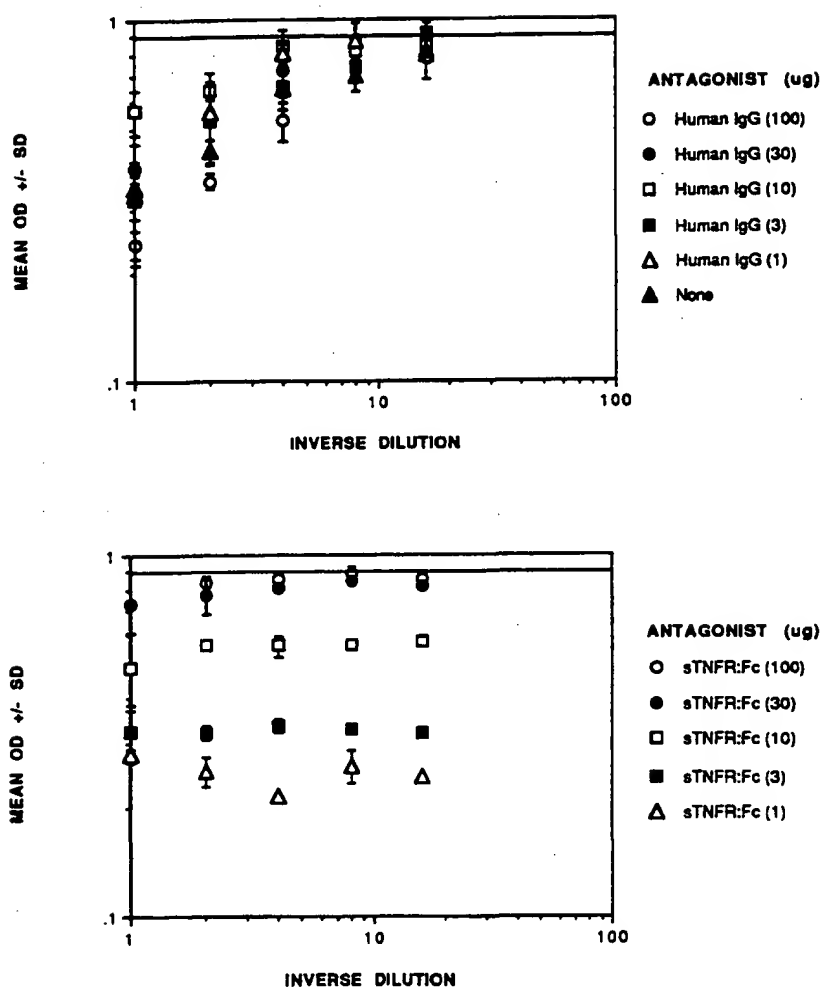 1
MEAN OD +/- SD
.1
1
10
100
INVERSE DILUTION
ANTAGONIST (ug)
Human IgG (100)
Human IgG (30)
Human IgG (10)
Human IgG (3)
Human IgG (1)
None
1
MEAN OD +/- SD
.1
1
10
100
INVERSE DILUTION
ANTAGONIST (ug)
sTNFR:Fc (100)
sTNFR:Fc (30)
sTNFR:Fc (10)
sTNFR:Fc (3)
sTNFR:Fc (1)